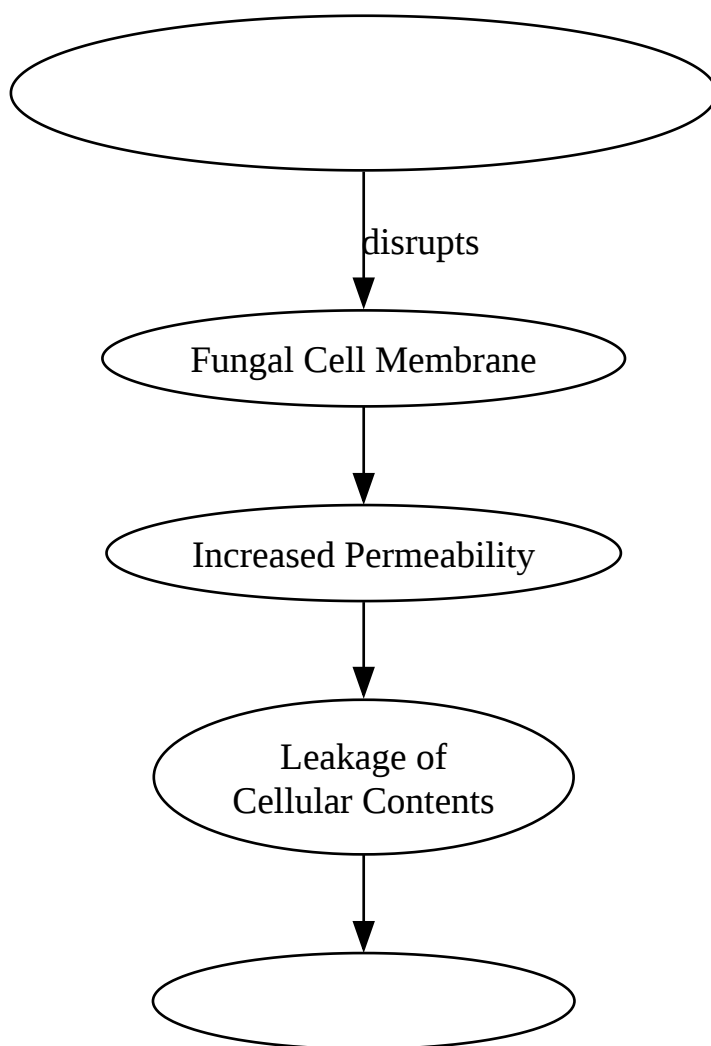 disrupts
Fungal Cell Membrane
Increased Permeability
Leakage of
Cellular Contents